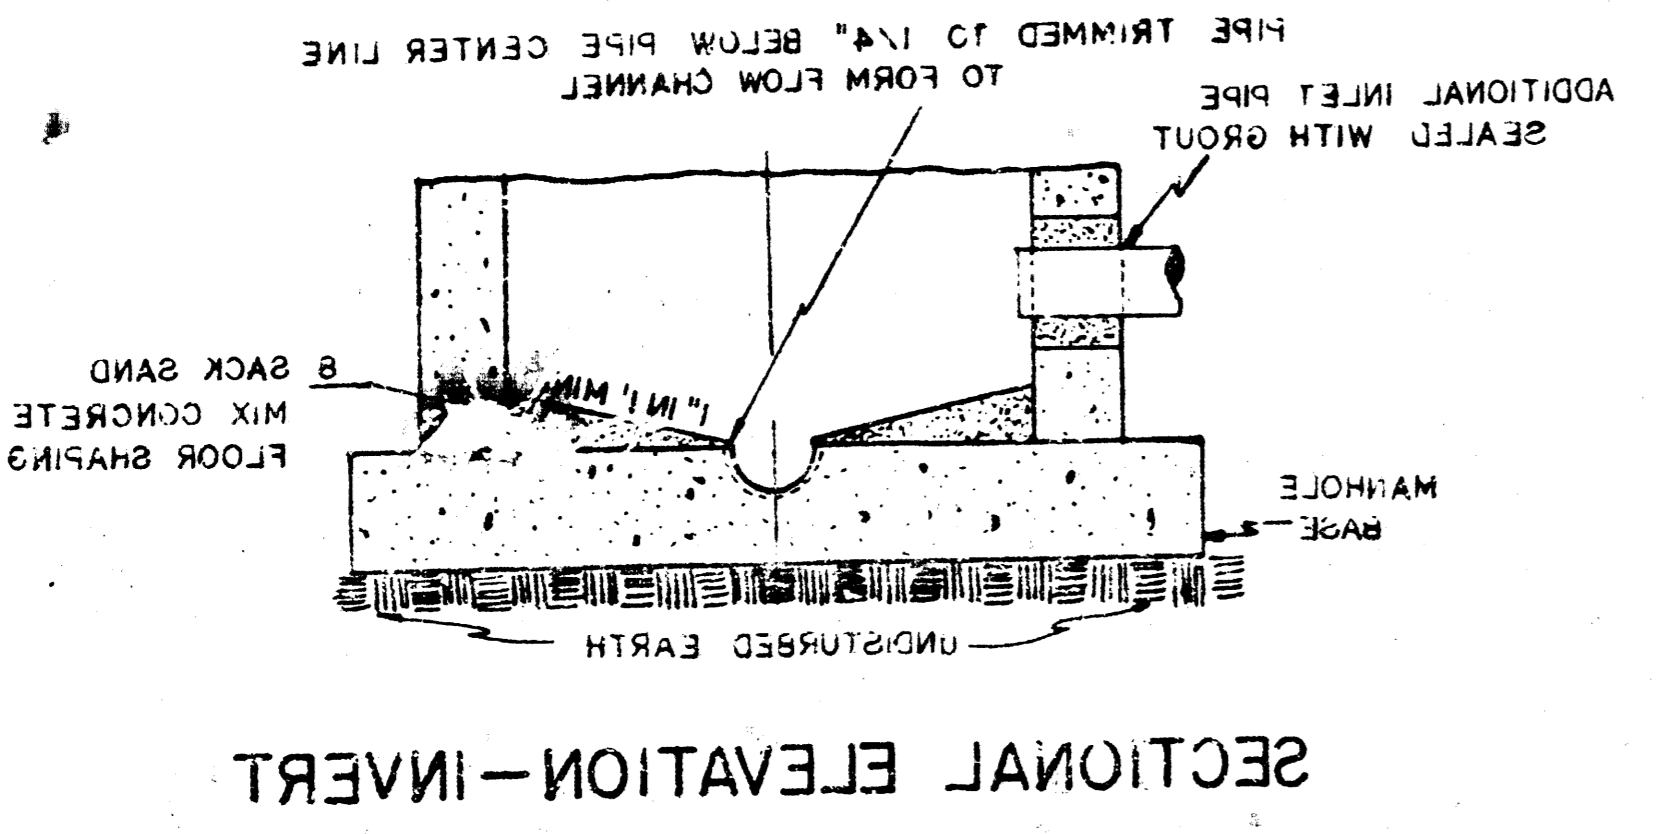 PIPE TRIMMED TO 1/4" BELOW PIPE CENTER LINE
TO FORM FLOW CHANNEL
ADDITIONAL INLET PIPE
SEALED WITH GROUT
8 SACK SAND
MIX CONCRETE
FLOOR SHAPING
1" IN 1' MIN
MANHOLE
BASE
UNDISTURBED EARTH
SECTIONAL ELEVATION-INVERT